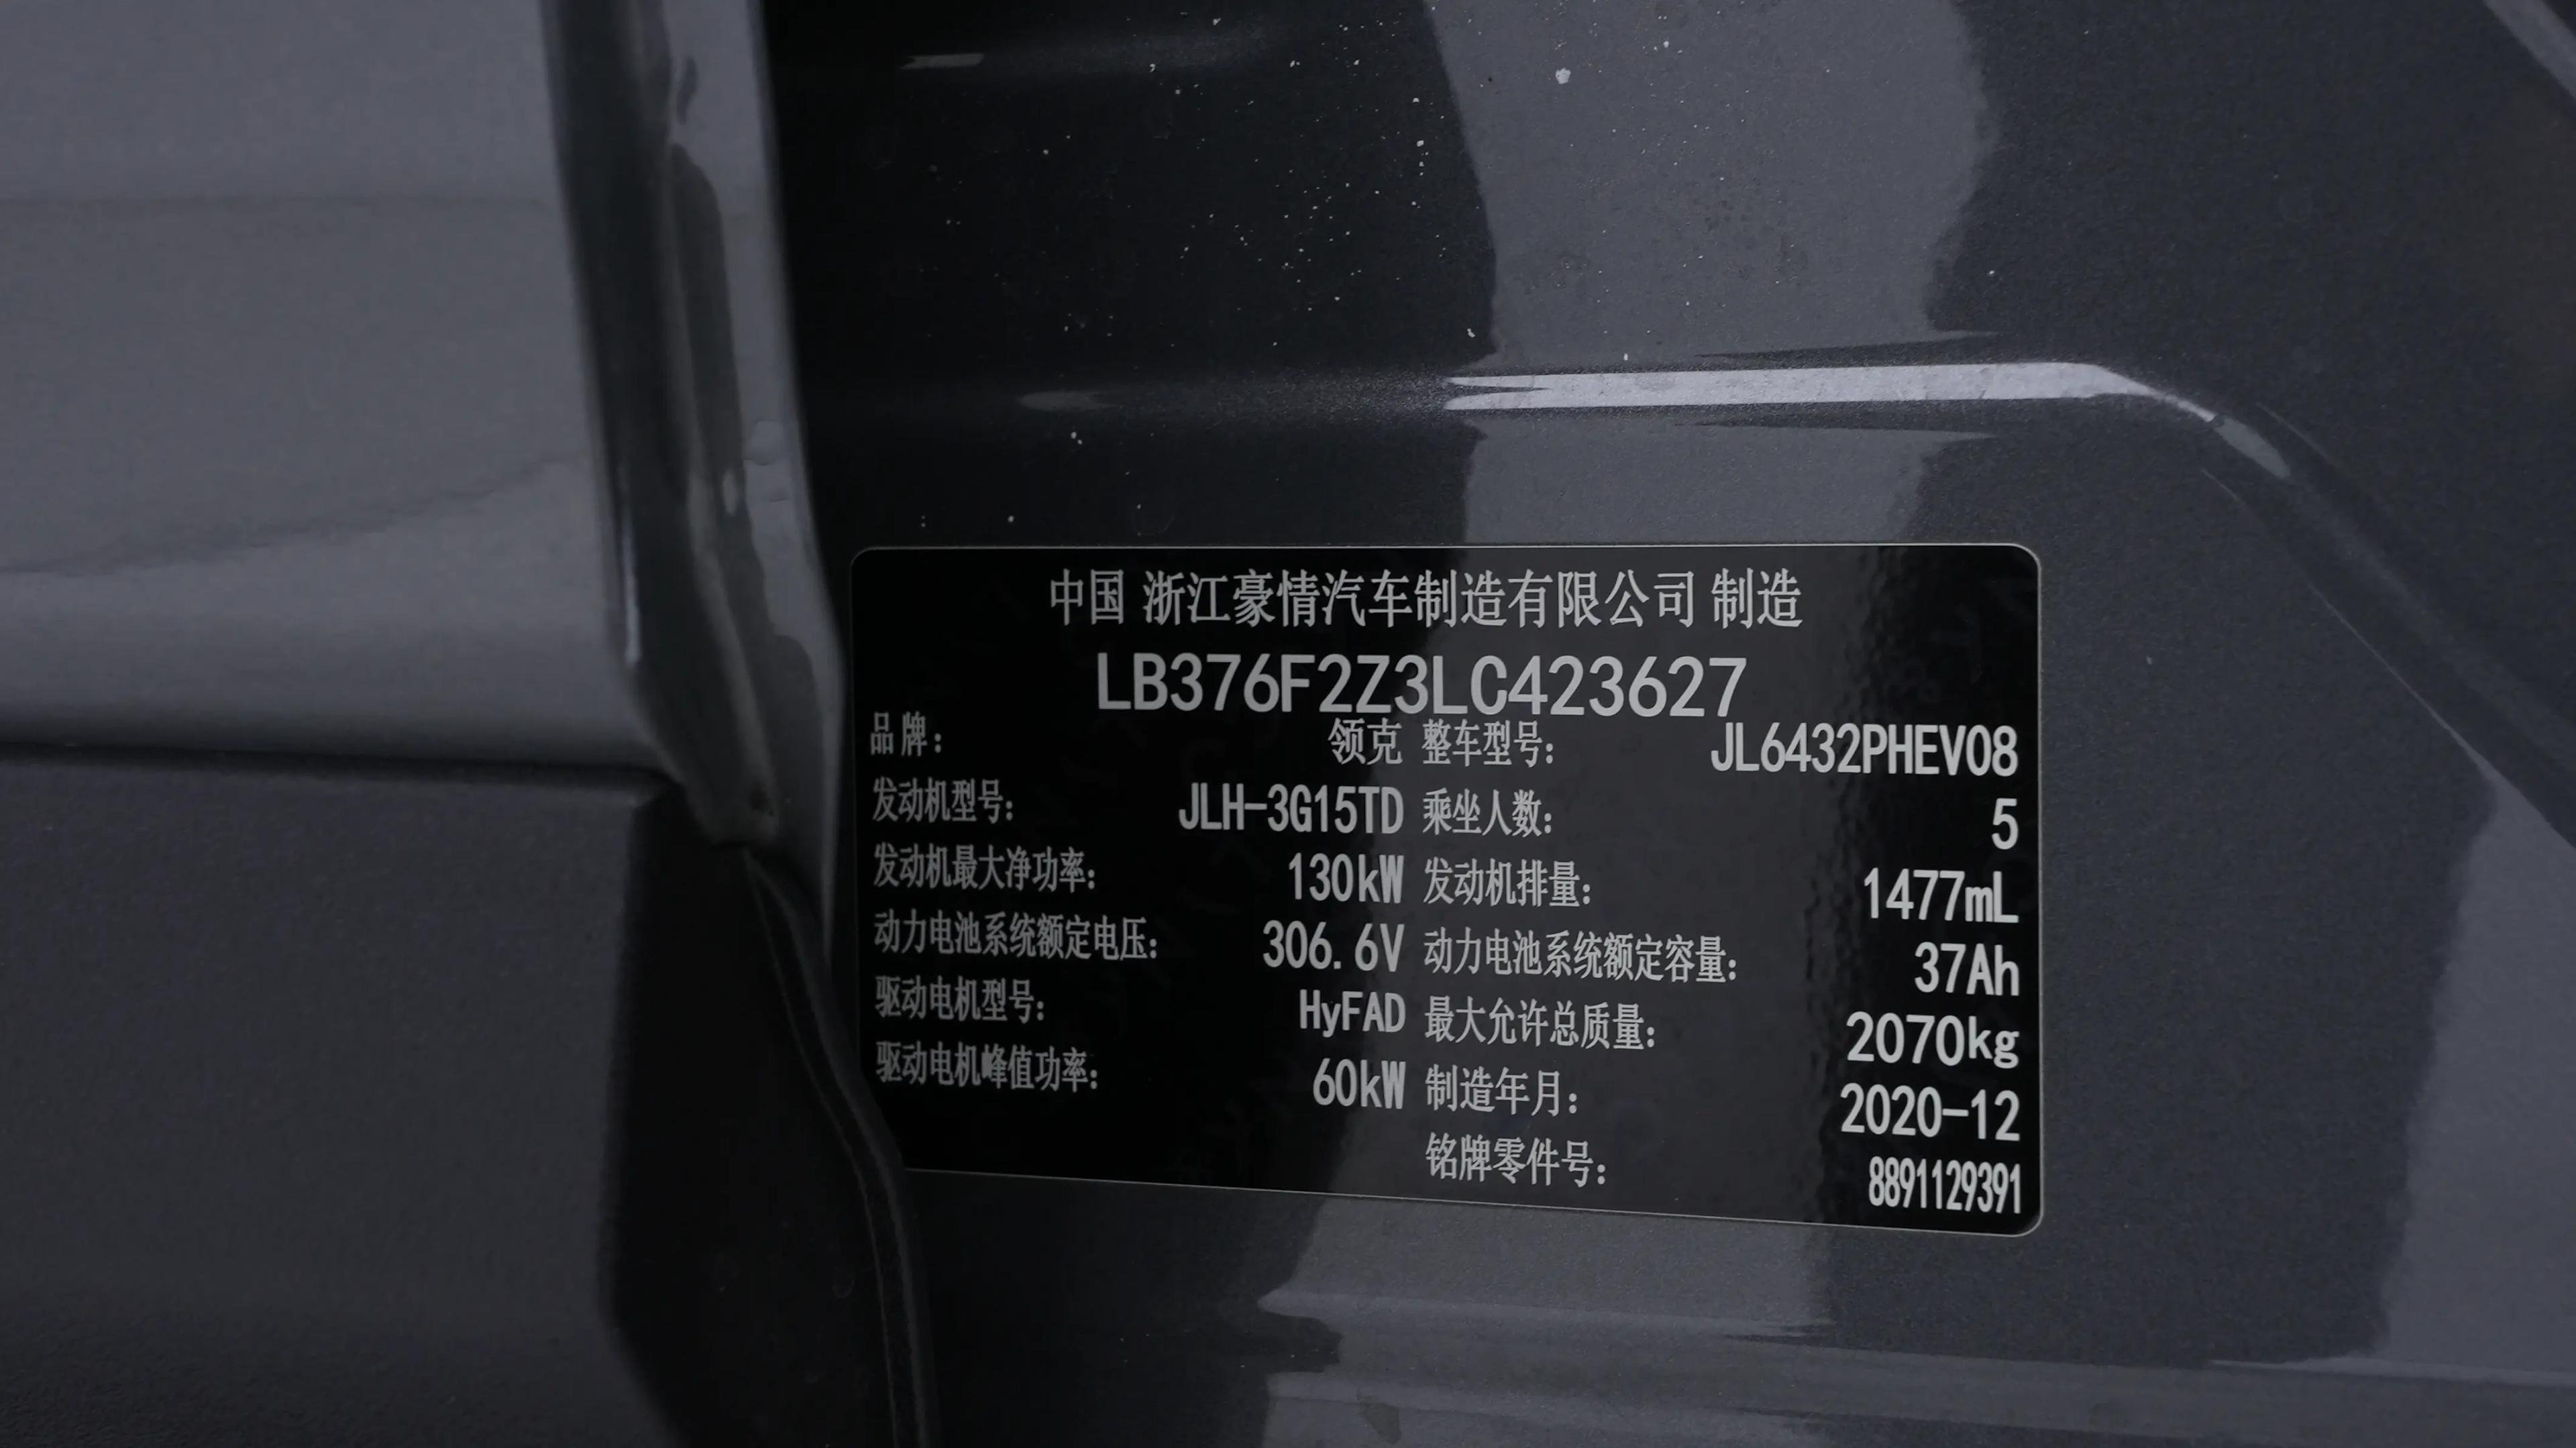 中国 浙江豪情汽车制造有限公司 制造
LB376F2Z3LC423627
品牌： 领克 整车型号： JL6432PHEV08
发动机型号： JLH-3G15TD 乘坐人数： 5
发动机最大净功率： 130kW 发动机排量： 1477mL
动力电池系统额定电压： 306.6V 动力电池系统额定容量： 37Ah
驱动电机型号： HyFAD 最大允许总质量： 2070kg
驱动电机峰值功率： 60kW 制造年月： 2020-12
铭牌零件号： 8891129391